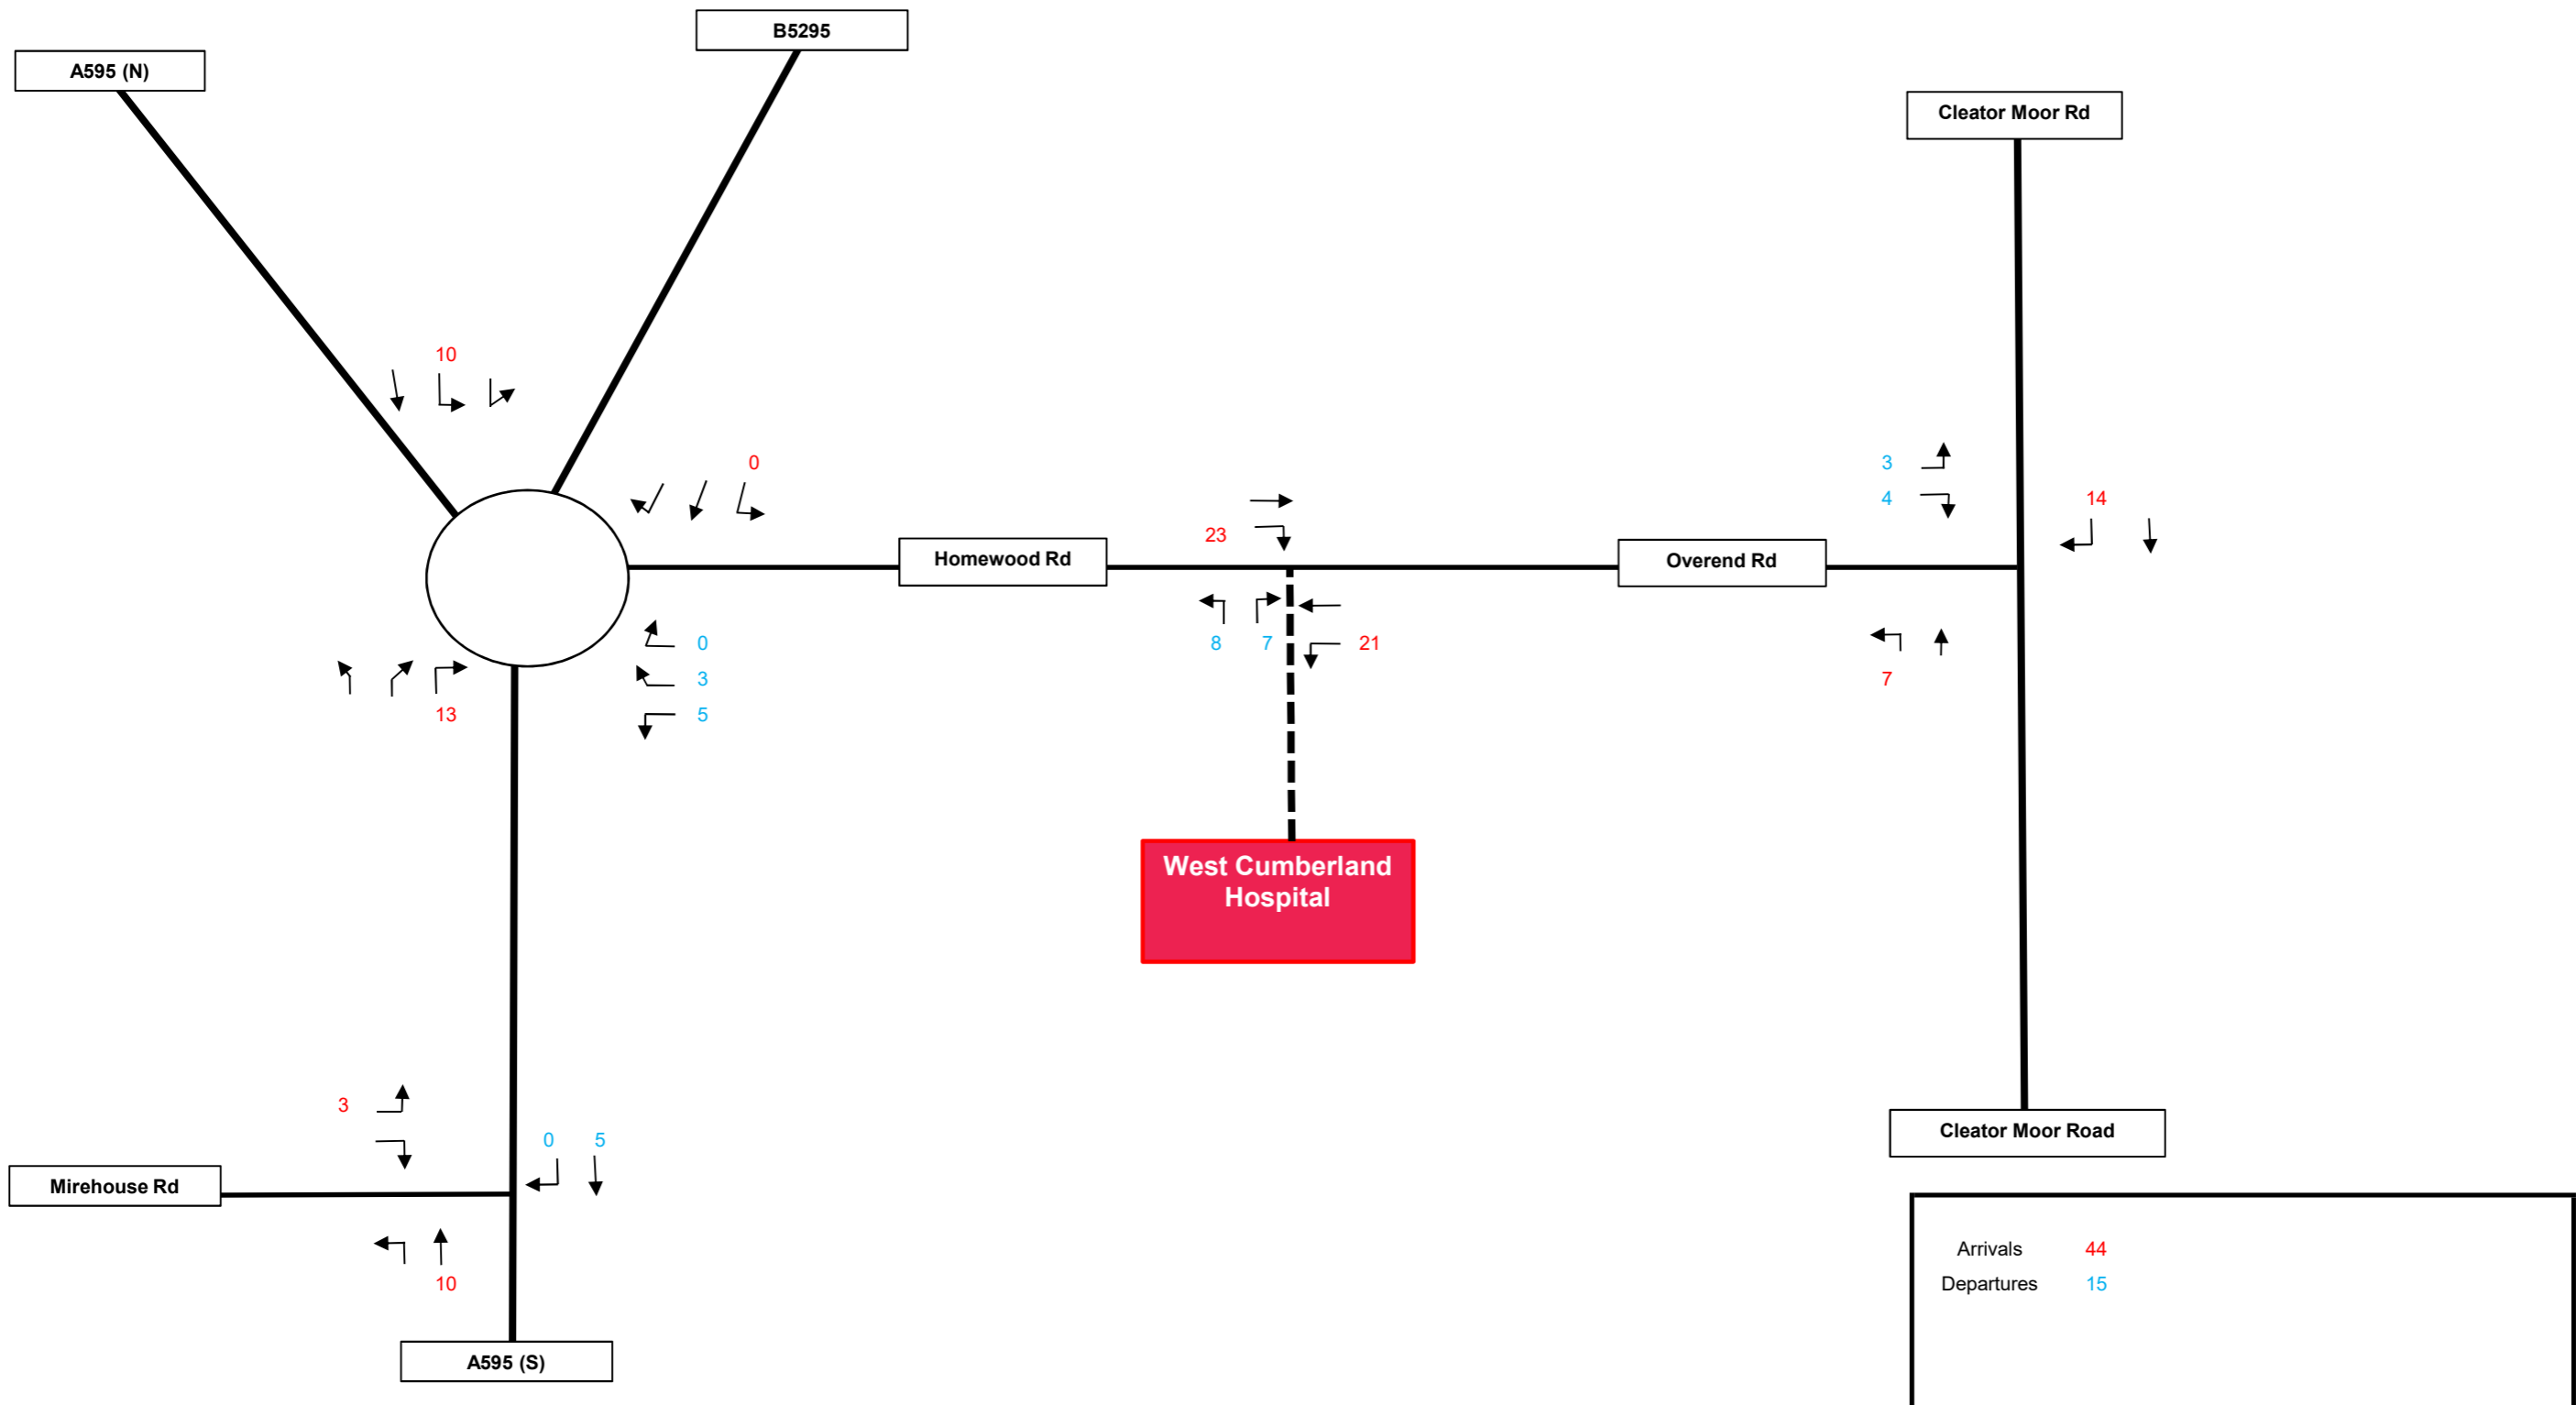 B5295
A595 (N)
Cleator Moor Rd
10
0
3
4
14
23
Homewood Rd
Overend Rd
0
3
5
8 7
21
7
13
West Cumberland
Hospital
3
0 5
Cleator Moor Road
Mirehouse Rd
10
Arrivals 44
Departures 15
A595 (S)